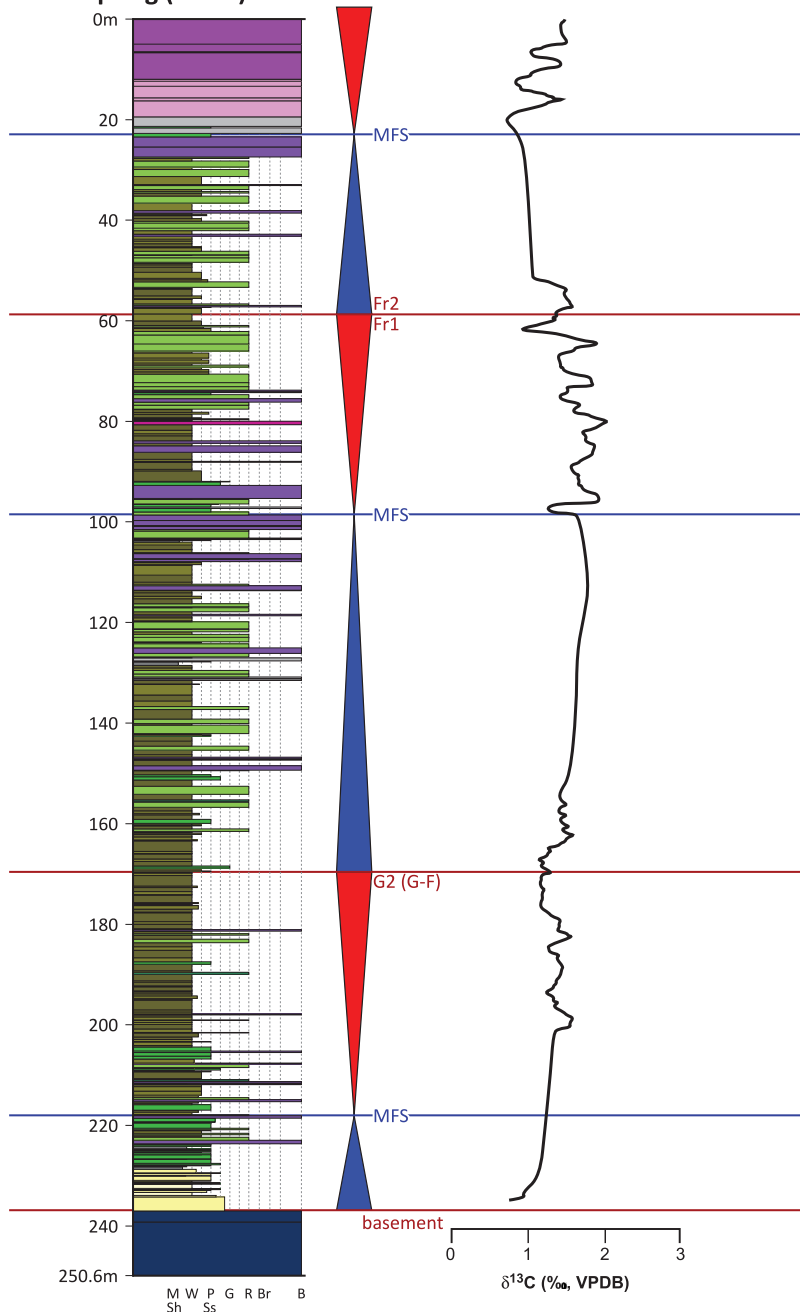 0m
20
MFS
40
Fr2
60
Fr1
80
MFS
100
120
140
160
G2 (G-F)
180
200
MFS
220
basement
240
0 1 2 3
250.6m
δ13C (‰, VPDB)
M W P G R Br B
Sh Ss